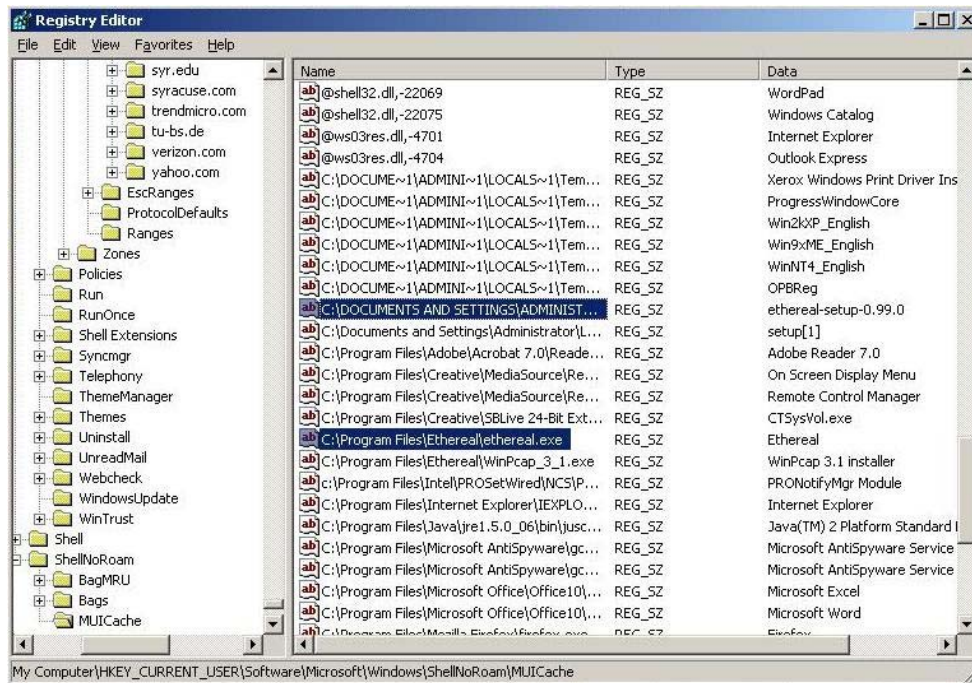 Registry Editor
File Edit View Favorites Help
syr.edu
syracuse.com
trendmicro.com
tu-bs.de
verizon.com
yahoo.com
EscRanges
ProtocolDefaults
Ranges
Zones
Policies
Run
RunOnce
Shell Extensions
Syncmgr
Telephony
ThemeManager
Themes
Uninstall
UnreadMail
Webcheck
WindowsUpdate
WinTrust
Shell
ShellNoRoam
BagMRU
Bags
MUICache
Name Type Data
@shell32.dll,-22069 REG_SZ WordPad
@shell32.dll,-22075 REG_SZ Windows Catalog
@ws03res.dll,-4701 REG_SZ Internet Explorer
@ws03res.dll,-4704 REG_SZ Outlook Express
C:\DOCUME~1\ADMINI~1\LOCALS~1\Tem... REG_SZ Xerox Windows Print Driver Ins
C:\DOCUME~1\ADMINI~1\LOCALS~1\Tem... REG_SZ ProgressWindowCore
C:\DOCUME~1\ADMINI~1\LOCALS~1\Tem... REG_SZ Win2kXP_English
C:\DOCUME~1\ADMINI~1\LOCALS~1\Tem... REG_SZ Win9xME_English
C:\DOCUME~1\ADMINI~1\LOCALS~1\Tem... REG_SZ WinNT4_English
C:\DOCUME~1\ADMINI~1\LOCALS~1\Tem... REG_SZ OPBReg
C:\DOCUMENTS AND SETTINGS\ADMINIST... REG_SZ ethereal-setup-0.99.0
C:\Documents and Settings\Administrator\L... REG_SZ setup[1]
C:\Program Files\Adobe\Acrobat 7.0\Reade... REG_SZ Adobe Reader 7.0
C:\Program Files\Creative\MediaSource\Re... REG_SZ On Screen Display Menu
C:\Program Files\Creative\MediaSource\Re... REG_SZ Remote Control Manager
C:\Program Files\Creative\SBLive 24-Bit Ext... REG_SZ CTSysVol.exe
C:\Program Files\Ethereal\ethereal.exe REG_SZ Ethereal
C:\Program Files\Ethereal\WinPcap_3_1.exe REG_SZ WinPcap 3.1 installer
c:\Program Files\Intel\PROSetWired\NCS\P... REG_SZ PRONotifyMgr Module
C:\Program Files\Internet Explorer\IEXPLO... REG_SZ Internet Explorer
C:\Program Files\Java\jre1.5.0_06\bin\jusc... REG_SZ Java(TM) 2 Platform Standard
C:\Program Files\Microsoft AntiSpyware\gc... REG_SZ Microsoft AntiSpyware Service
C:\Program Files\Microsoft AntiSpyware\gc... REG_SZ Microsoft AntiSpyware Service
C:\Program Files\Microsoft Office\Office10\... REG_SZ Microsoft Excel
C:\Program Files\Microsoft Office\Office10\... REG_SZ Microsoft Word
C:\Program Files\Mozilla Firefox\firefox.exe REG_SZ Firefox
My Computer\HKEY_CURRENT_USER\Software\Microsoft\Windows\ShellNoRoam\MUICache